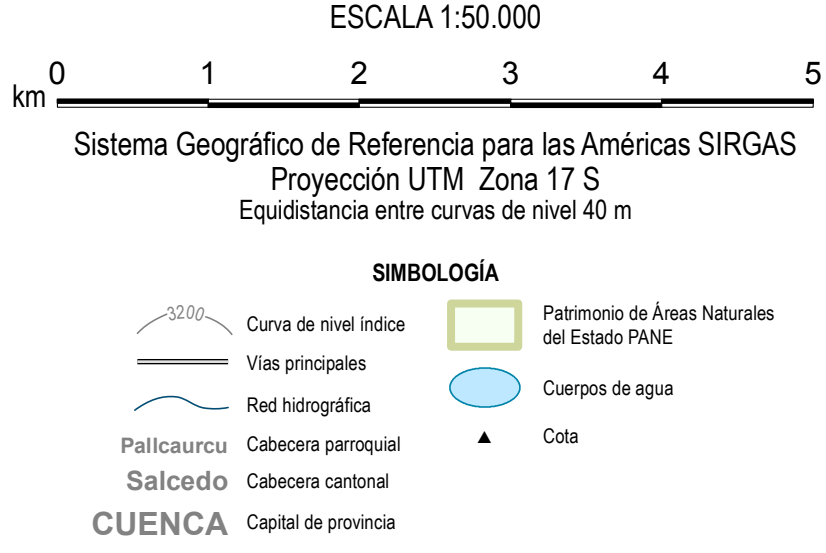 ESCALA 1:50.000
0 1 2 3 4 5
km
Sistema Geográfico de Referencia para las Américas SIRGAS
Proyección UTM Zona 17 S
Equidistancia entre curvas de nivel 40 m
SIMBOLOGÍA
3200 Curva de nivel índice
Vías principales
Red hidrográfica
Pallcaurcu Cabecera parroquial
Salcedo Cabecera cantonal
CUENCA Capital de provincia
Patrimonio de Áreas Naturales
del Estado PANE
Cuerpos de agua
Cota